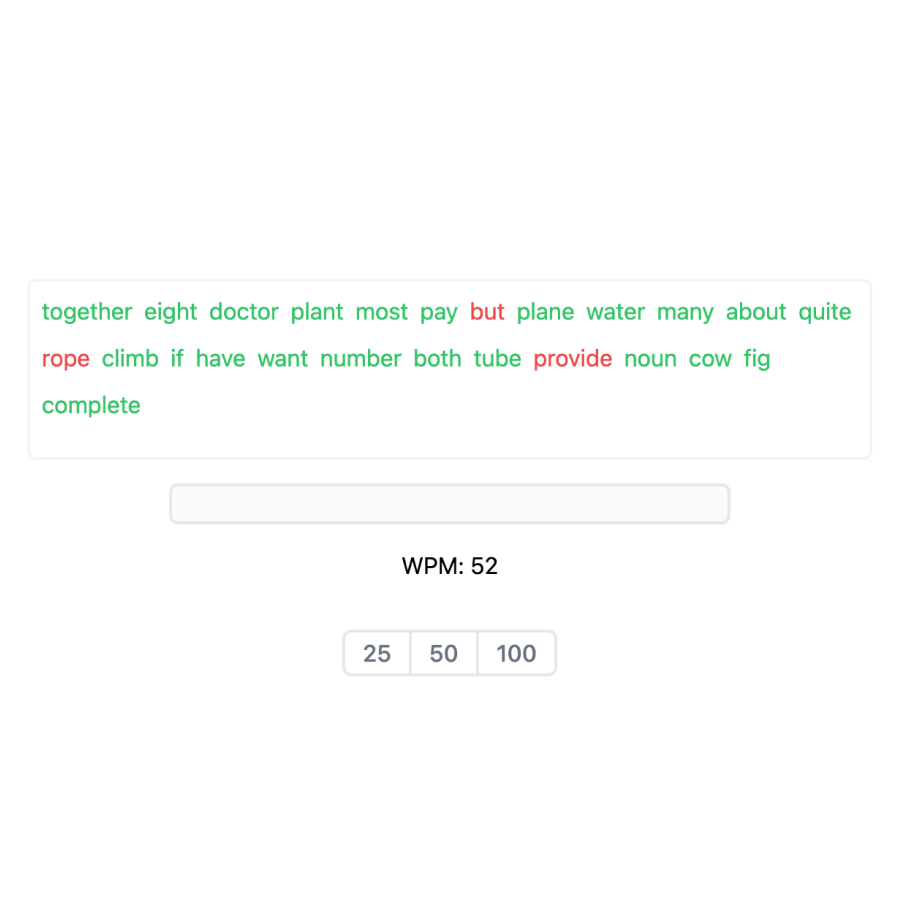 together eight doctor plant most pay but plane water many about quite
rope climb if have want number both tube provide noun cow fig
complete
WPM: 52
25 50 100